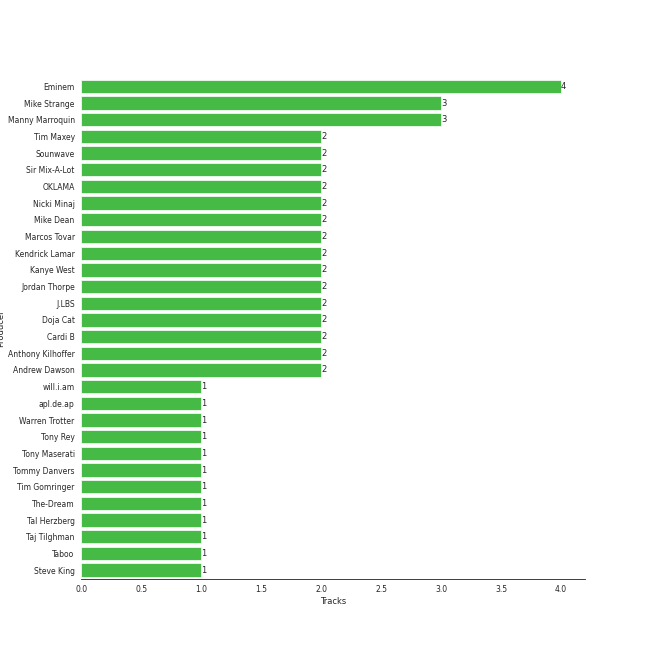 Eminem 4
Mike Strange 3
Manny Marroquin 3
Tim Maxey 2
Sounwave 2
Sir Mix-A-Lot 2
OKLAMA 2
Nicki Minaj 2
Mike Dean 2
Marcos Tovar 2
Kendrick Lamar 2
Kanye West 2
Jordan Thorpe 2
J.LBS 2
Doja Cat 2
Cardi B 2
Anthony Kilhoffer 2
Andrew Dawson 2
will.i.am 1
apl.de.ap 1
Warren Trotter 1
Tony Rey 1
Tony Maserati 1
Tommy Danvers 1
Tim Gomringer 1
The-Dream 1
Tal Herzberg 1
Taj Tilghman 1
Taboo 1
Steve King 1
0.0 0.5 1.0 1.5 2.0 2.5 3.0 3.5 4.0
Tracks